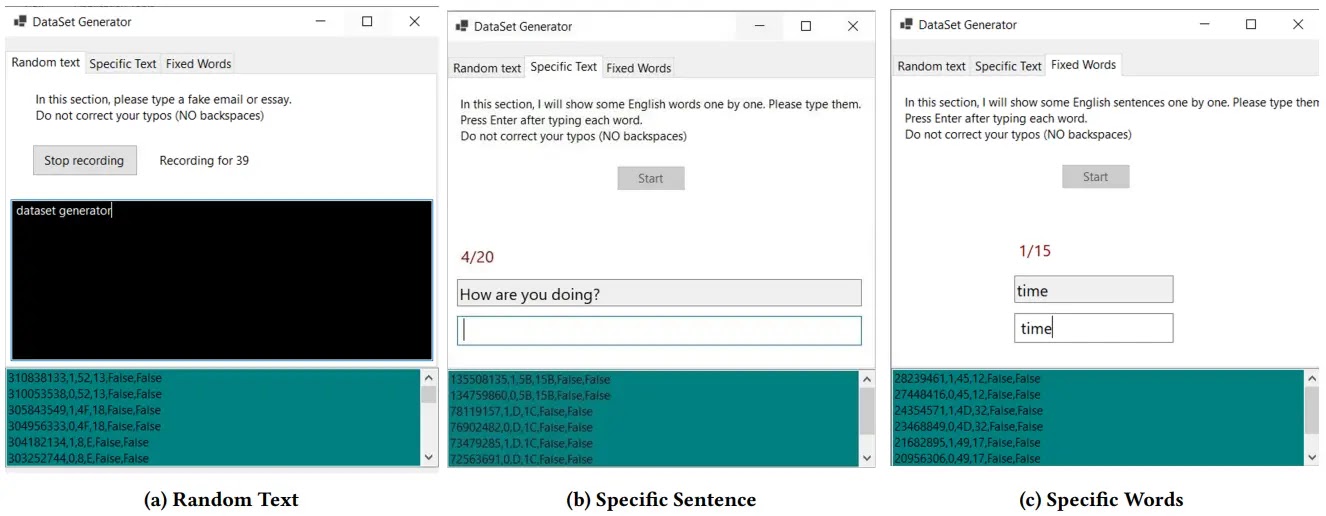 DataSet Generator
Random text Specific Text Fixed Words
In this section, please type a fake email or essay.
Do not correct your typos (NO backspaces)
Stop recording Recording for 39
dataset generator
310838133,1,52,13,False,False
310053538,0,52,13,False,False
305843549,1,4F,18,False,False
304956333,0,4F,18,False,False
304182134,1,8,E,False,False
303252744,0,8,E,False,False
(a) Random Text
DataSet Generator
Random text Specific Text Fixed Words
In this section, I will show some English words one by one. Please type them.
Press Enter after typing each word.
Do not correct your typos (NO backspaces)
Start
4/20
How are you doing?
135508135,1,5B,15B,False,False
134759860,0,5B,15B,False,False
78119157,1,D,1C,False,False
76902482,0,D,1C,False,False
73479285,1,D,1C,False,False
72563691,0,D,1C,False,False
(b) Specific Sentence
DataSet Generator
Random text Specific Text Fixed Words
In this section, I will show some English sentences one by one. Please type them
Press Enter after typing each word.
Do not correct your typos (NO backspaces)
Start
1/15
time
time
28239461,1,45,12,False,False
27448416,0,45,12,False,False
24354571,1,4D,32,False,False
23468849,0,4D,32,False,False
21682895,1,49,17,False,False
20956306,0,49,17,False,False
(c) Specific Words